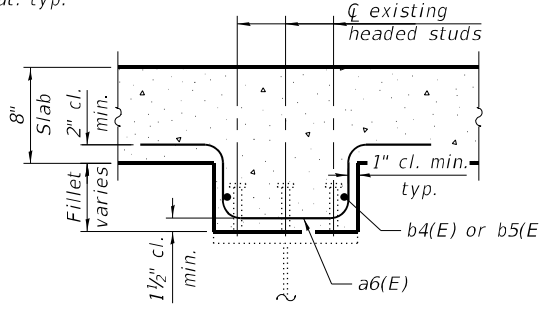 at. typ.
℄ existing
headed studs
8"
Slab
2" cl.
min.
1" cl. min.
typ.
Fillet
varies
1½" cl.
min.
b4(E) or b5(E
a6(E)